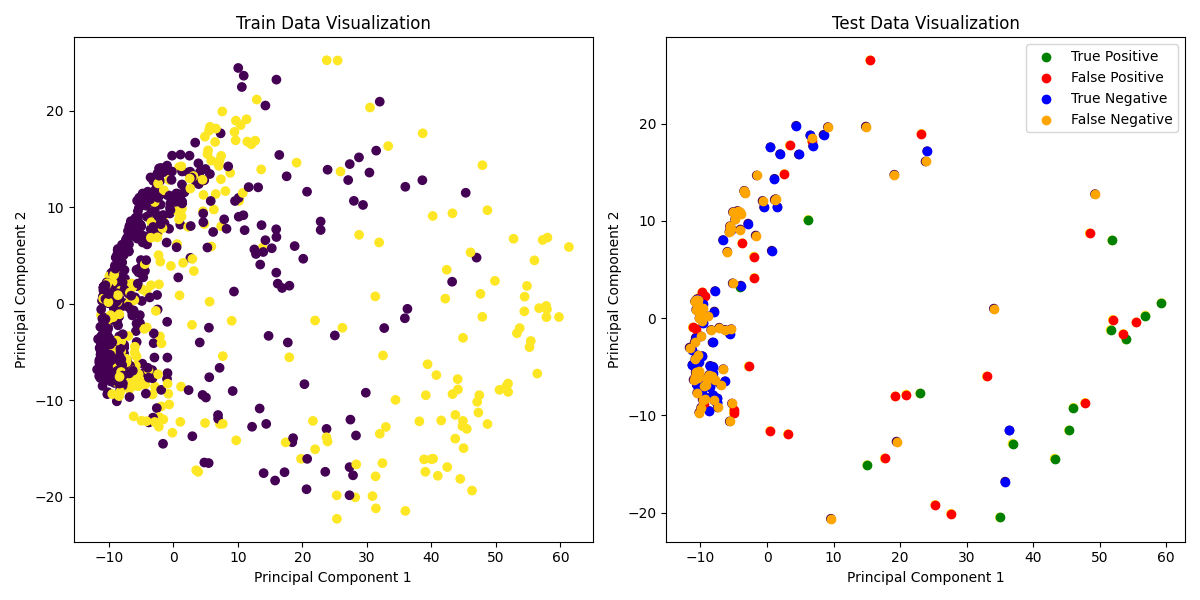 Train Data Visualization
Principal Component 2
20
10
0
−10
−20
−10
0
10
20
30
40
50
60
Principal Component 1
Test Data Visualization
True Positive
False Positive
True Negative
False Negative
Principal Component 2
20
10
0
−10
−20
−10
0
10
20
30
40
50
60
Principal Component 1